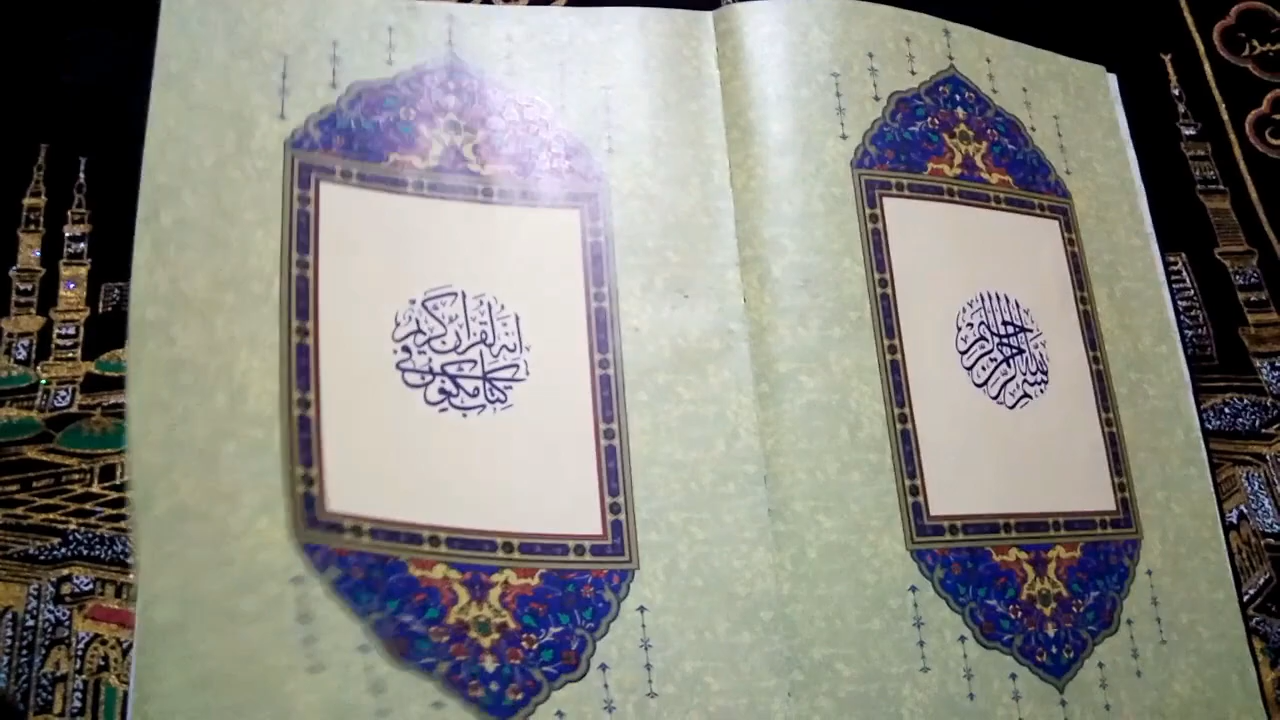 بسم الله الرحمن الرحيم
إنه لقرآن كريم
في كتاب مكنون